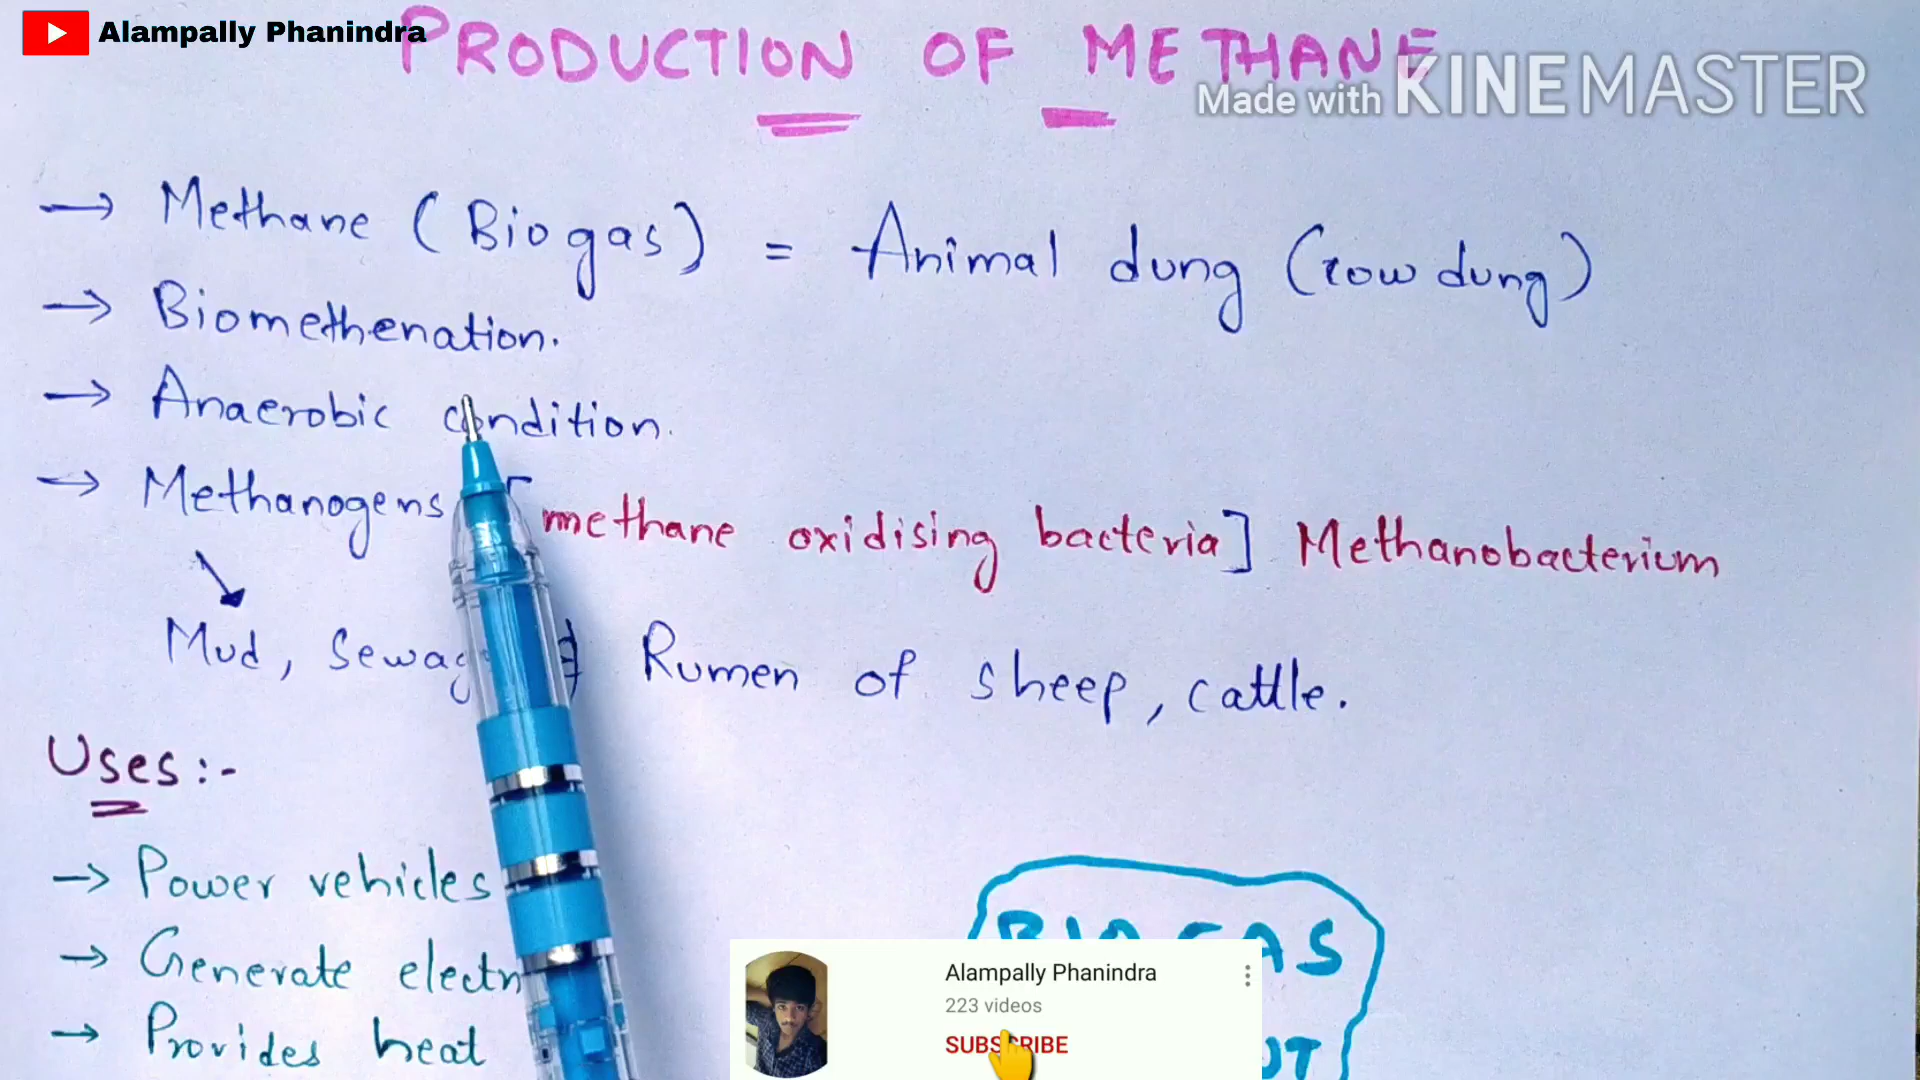 Alampally Phanindra
PRODUCTION OF METHANE
Made with KINEMASTER
→ Methane (Biogas) = Animal dung (cow dung)
→ Biomethenation.
→ Anaerobic condition.
→ Methanogens [methane oxidising bacteria] Methanobacterium
Mud, Sewag Rumen of sheep, cattle.
Uses:-
→ Power vehicles
→ Generate electr
→ Provides heat
BIOGAS
Alampally Phanindra
223 videos
SUBSCRIBE